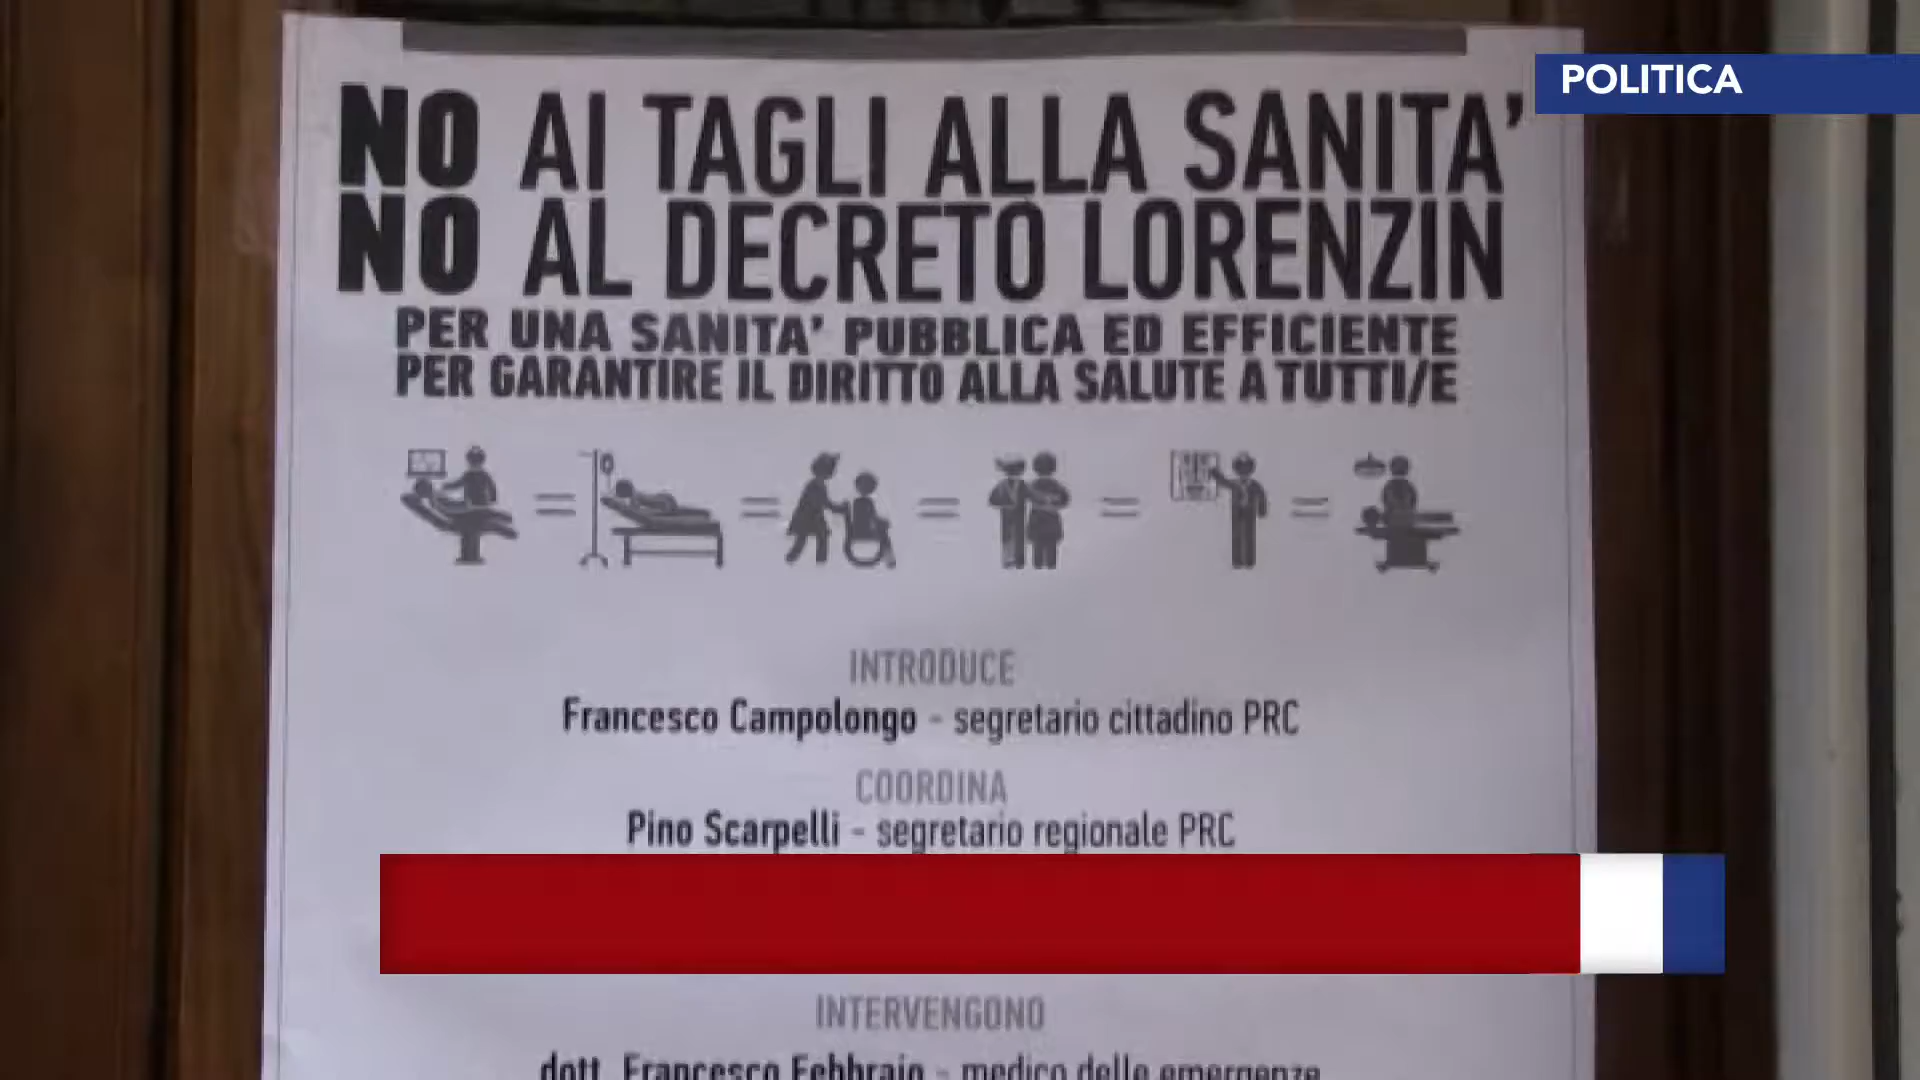 POLITICA
NO AI TAGLI ALLA SANITA'
NO AL DECRETO LORENZIN
PER UNA SANITA' PUBBLICA ED EFFICIENTE
PER GARANTIRE IL DIRITTO ALLA SALUTE A TUTTI/E
= = = = =
INTRODUCE
Francesco Campolongo - segretario cittadino PRC
COORDINA
Pino Scarpelli - segretario regionale PRC
INTERVENGONO
dott. Francesco Febbraio - medico delle emergenze